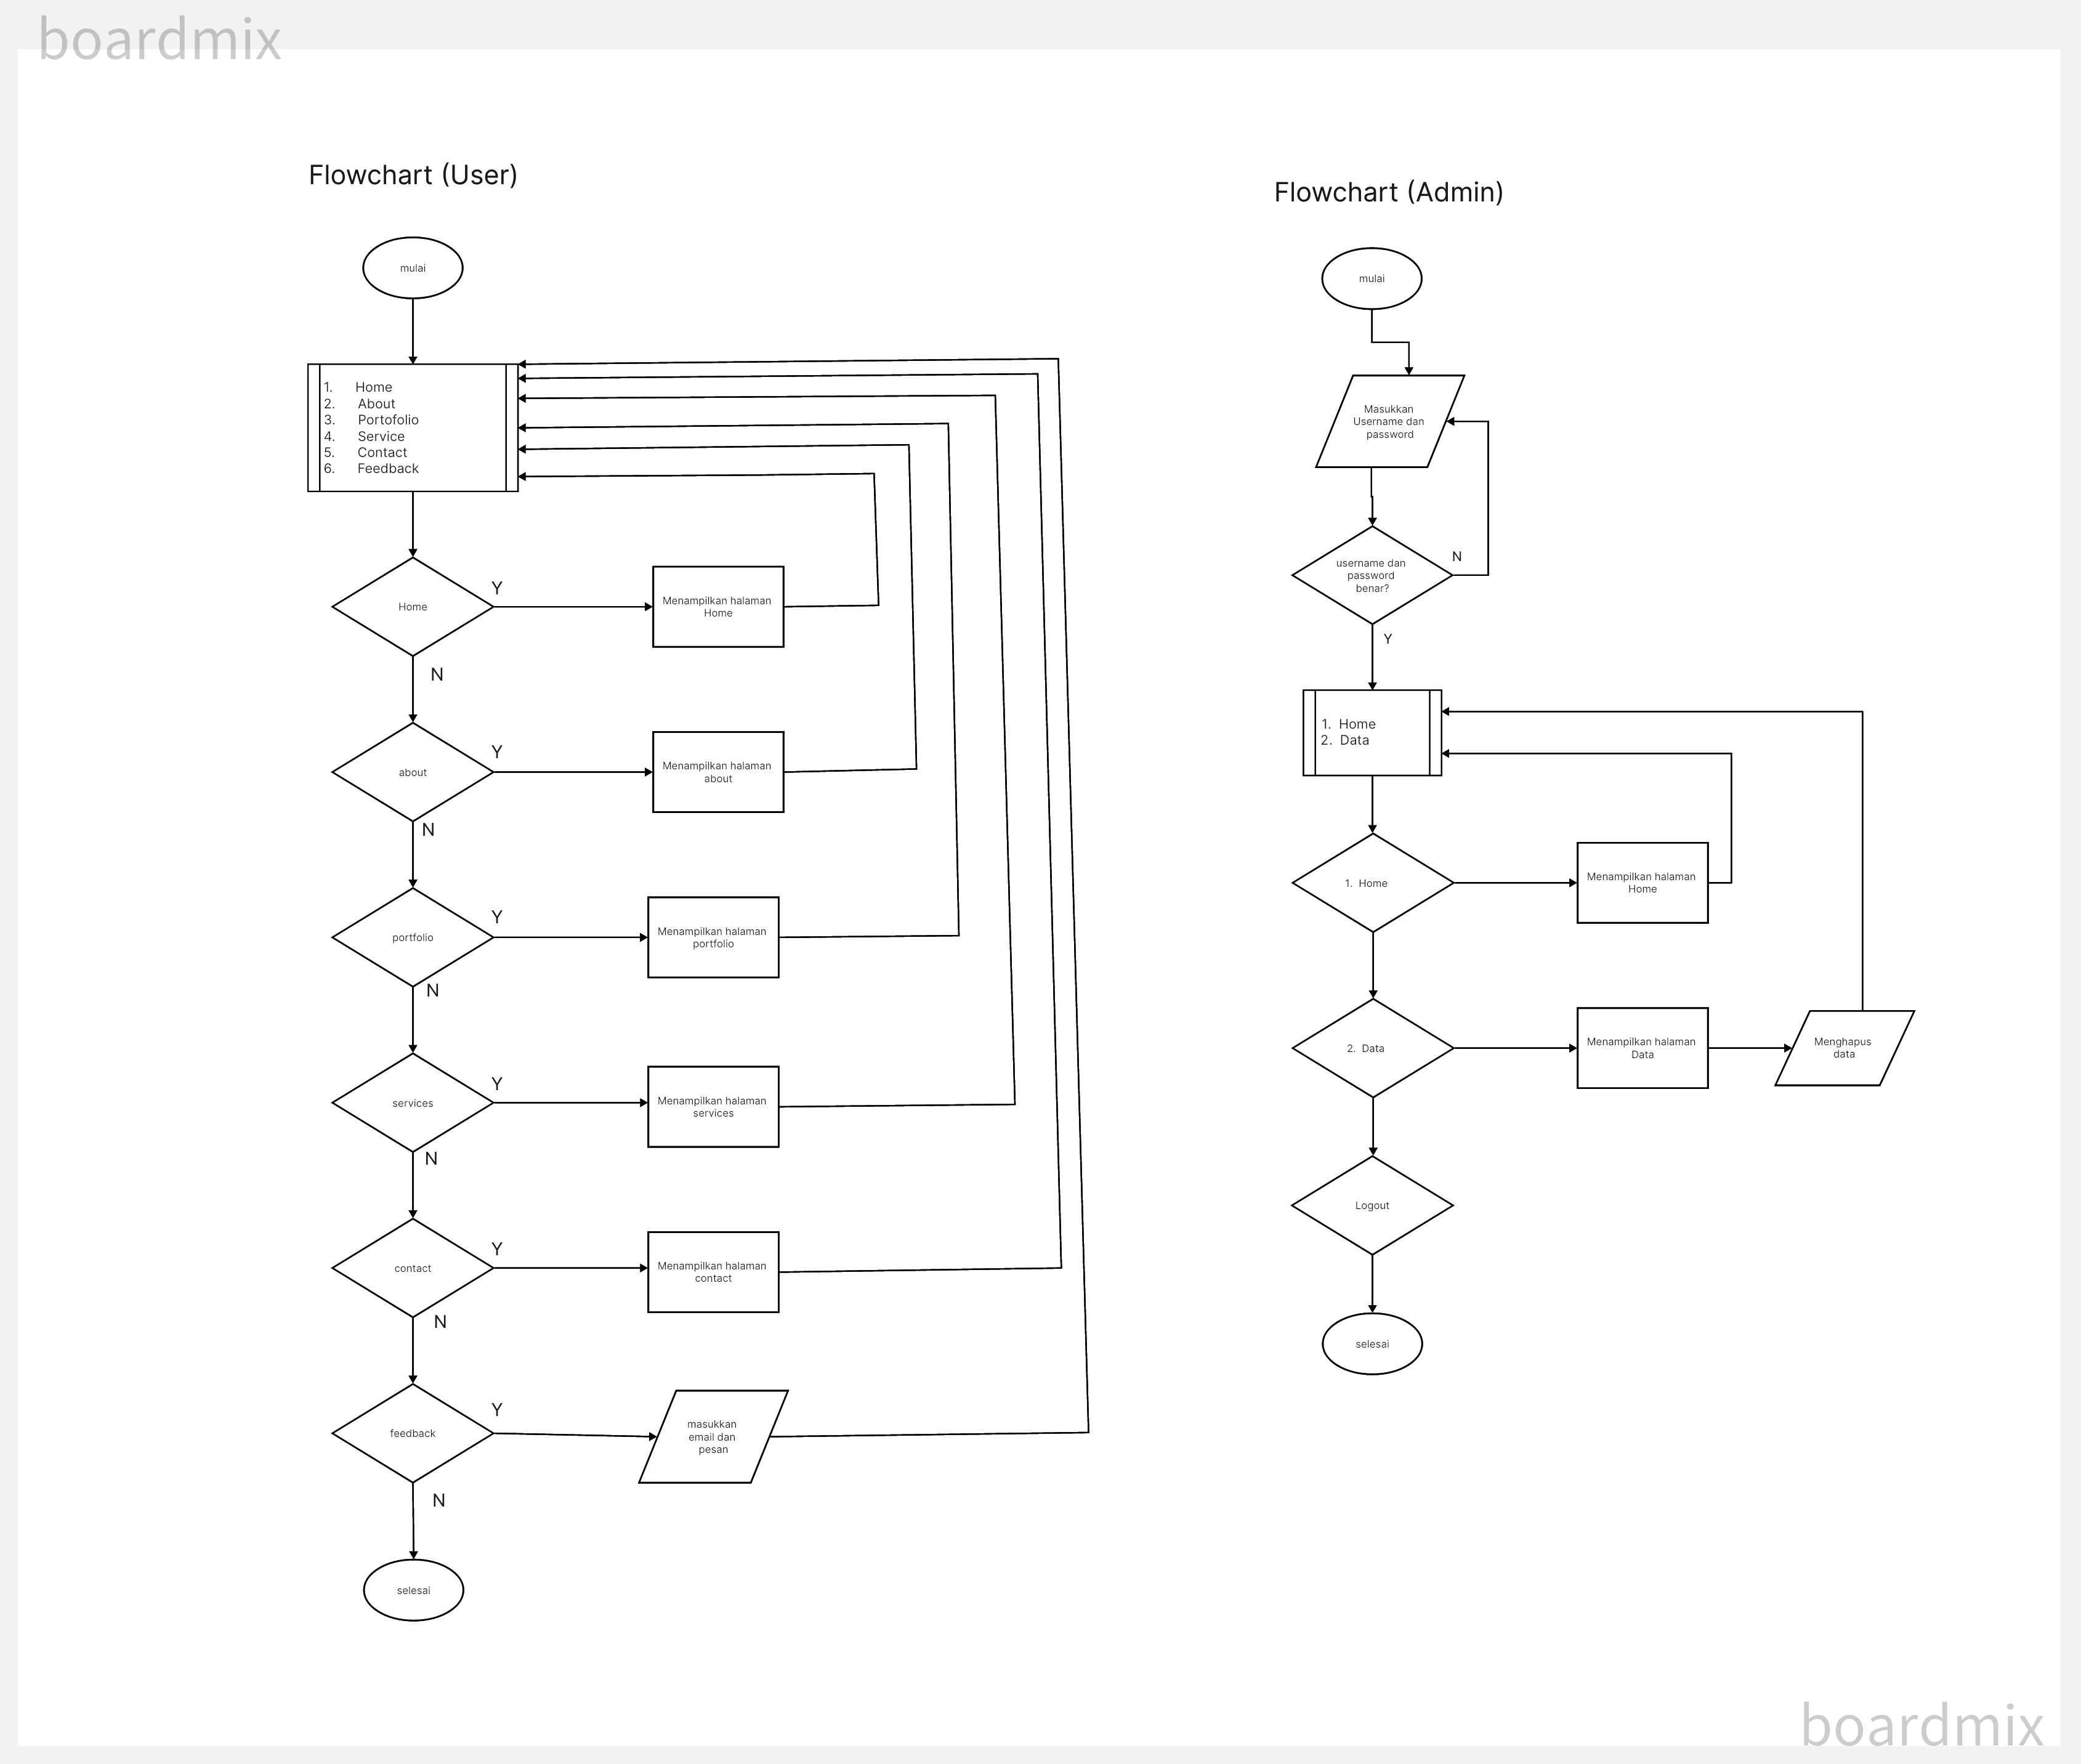 boardmix
Flowchart (User)
mulai
1. Home
2. About
3. Portofolio
4. Service
5. Contact
6. Feedback
Home
Y
Menampilkan halaman
Home
N
about
Y
Menampilkan halaman
about
N
portfolio
Y
Menampilkan halaman
portfolio
N
services
Y
Menampilkan halaman
services
N
contact
Y
Menampilkan halaman
contact
N
feedback
Y
masukkan
email dan
pesan
N
selesai
Flowchart (Admin)
mulai
Masukkan
Username dan
password
username dan
password
benar?
N
Y
1. Home
2. Data
1. Home
Menampilkan halaman
Home
2. Data
Menampilkan halaman
Data
Menghapus
data
Logout
selesai
boardmix